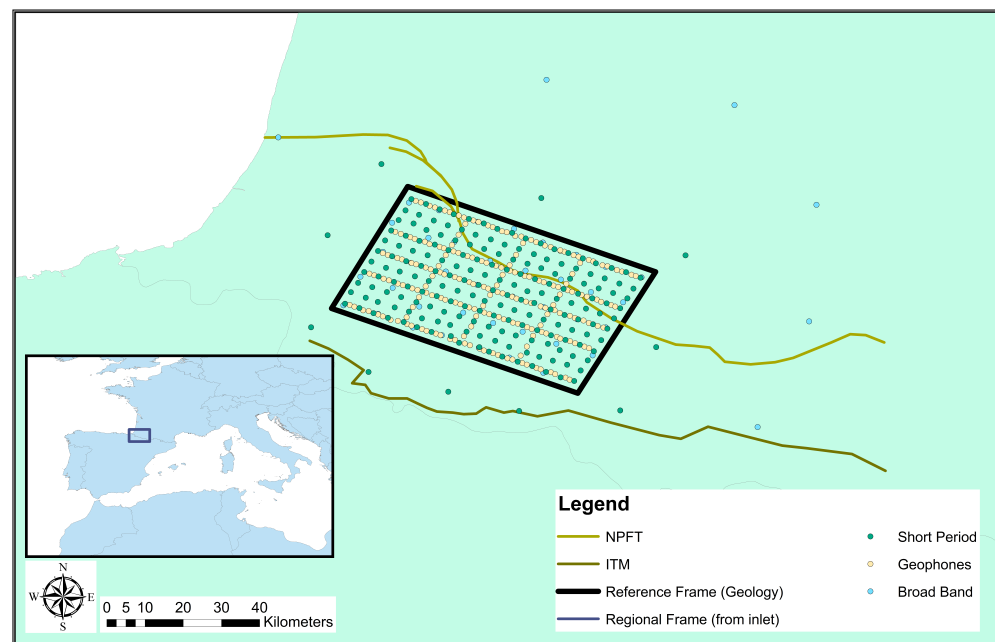 Legend
NPFT
ITM
Reference Frame (Geology)
Regional Frame (from inlet)
Short Period
Geophones
Broad Band
N
W E
S
0 5 10 20 30 40
Kilometers